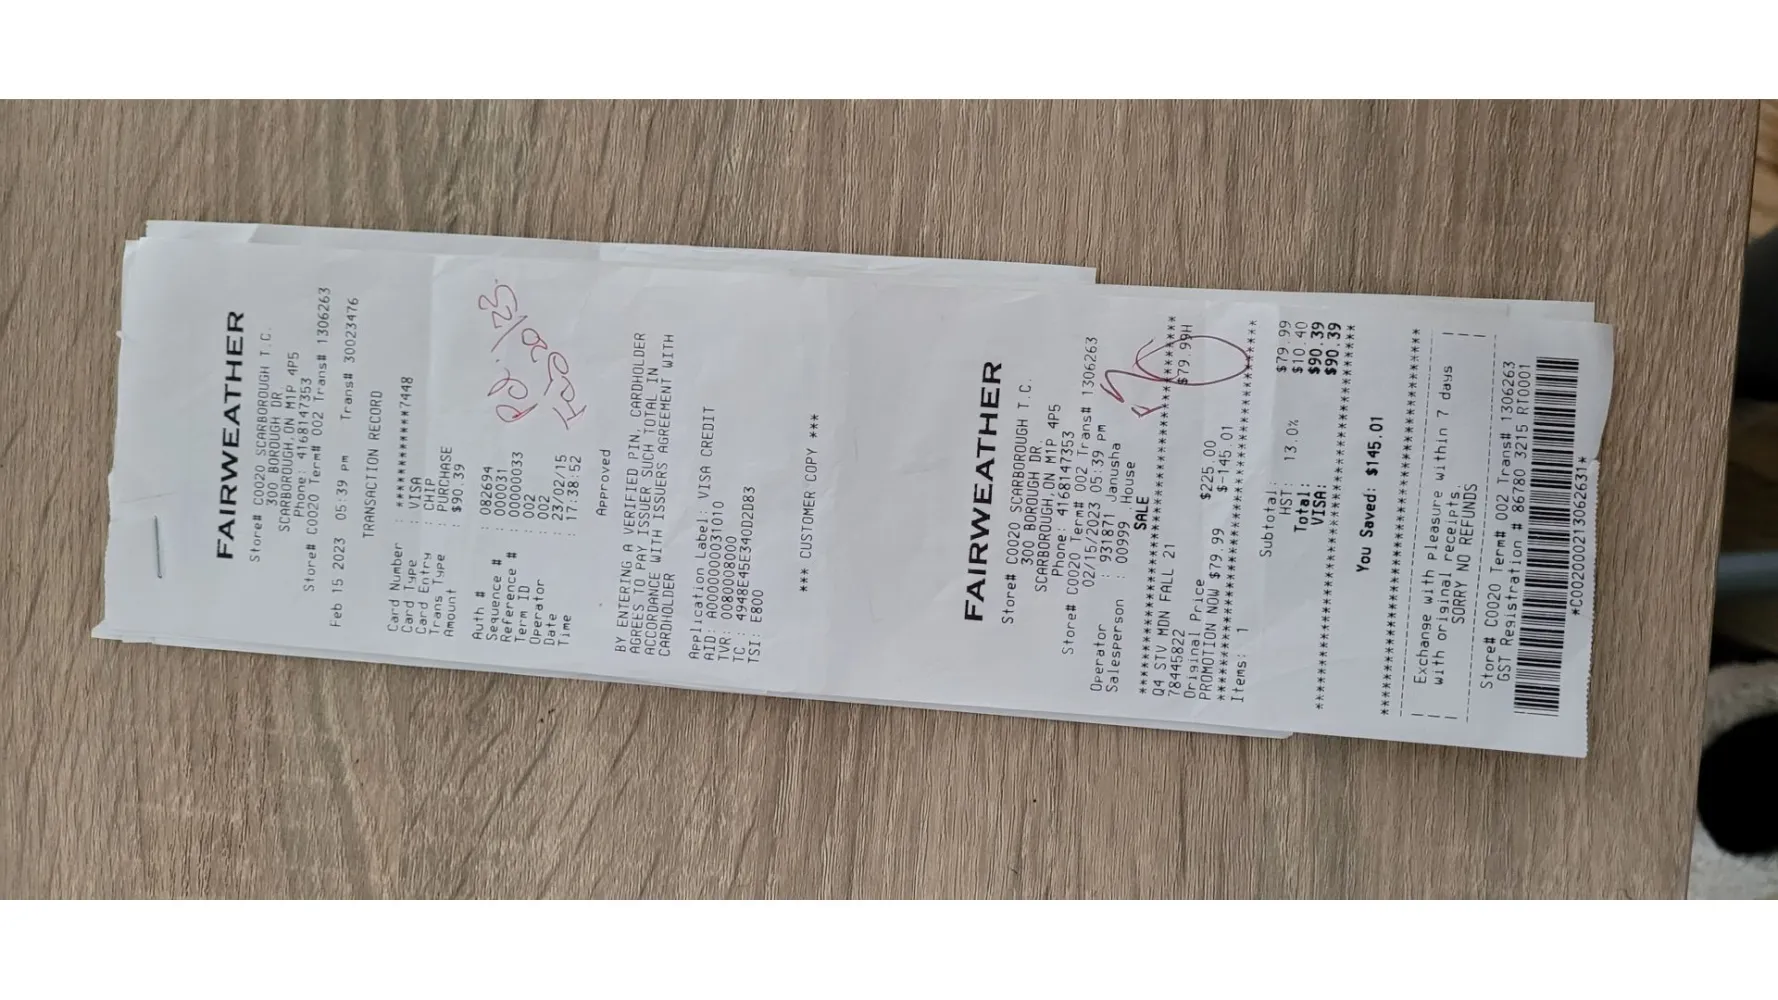 FAIRWEATHER
Store# C0020 SCARBOROUGH T.C.
300 BOROUGH DR.
SCARBOROUGH,ON M1P 4P5
Phone: 4168147353
Store# C0020 Term# 002 Trans# 1306263
Feb 15 2023 05:39 pm Trans# 30023476
TRANSACTION RECORD
Card Number : ************7448
Card Type : VISA
Card Entry : CHIP
Trans Type : PURCHASE
Amount : $90.39
Auth # : 082694
Sequence # : 000031
Reference # : 00000033
Term ID : 002
Operator : 002
Date : 23/02/15
Time : 17:38:52
Approved
BY ENTERING A VERIFIED PIN, CARDHOLDER
AGREES TO PAY ISSUER SUCH TOTAL IN
ACCORDANCE WITH ISSUERS AGREEMENT WITH
CARDHOLDER
Application Label: VISA CREDIT
AID: A0000000031010
TVR: 0080008000
TC : 4948E45E340D2D83
TSI: E800
*** CUSTOMER COPY ***
FAIRWEATHER
Store# C0020 SCARBOROUGH T.C.
300 BOROUGH DR.
SCARBOROUGH,ON M1P 4P5
Phone: 4168147353
Store# C0020 Term# 002 Trans# 1306263
02/15/2023 05:39 pm
Operator : 931871 Janusha
Salesperson : 00999 , House
SALE
****************************************
Q4 STV MDN FALL 21
78445822 $79.99H
Original Price $225.00
PROMOTION NOW $79.99 $-145.01
****************************************
Items: 1
Subtotal: $79.99
HST: 13.0% $10.40
Total: $90.39
VISA: $90.39
****************************************
You Saved: $145.01
****************************************
Exchange with pleasure within 7 days
with original receipts.
SORRY NO REFUNDS
Store# C0020 Term# 002 Trans# 1306263
GST Registration # 86780 3215 RT0001
*C002000213062631*